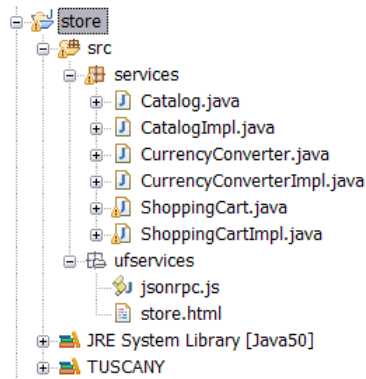 store
src
services
Catalog.java
CatalogImpl.java
CurrencyConverter.java
CurrencyConverterImpl.java
ShoppingCart.java
ShoppingCartImpl.java
ufservices
jsonrpc.js
store.html
JRE System Library [Java50]
TUSCANY